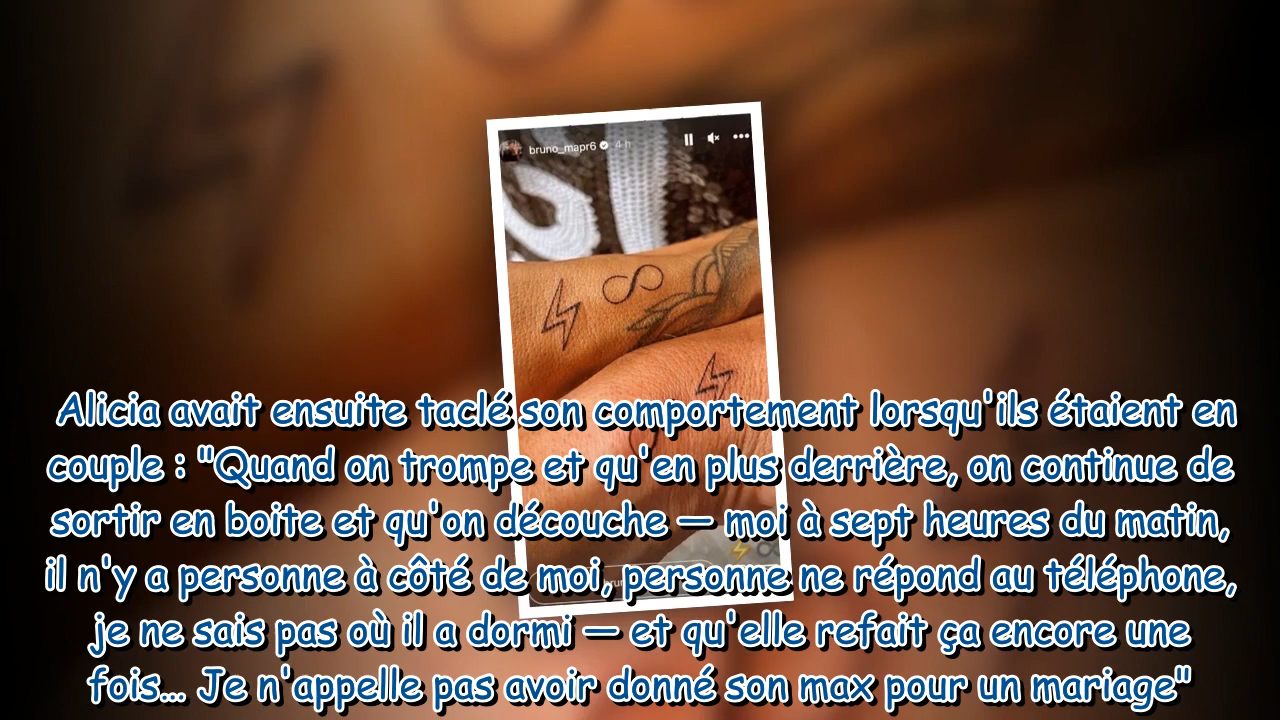 bruno_mapr6 4 h
Alicia avait ensuite taclé son comportement lorsqu'ils étaient en
couple : "Quand on trompe et qu'en plus derrière, on continue de
sortir en boite et qu'on découche — moi à sept heures du matin,
il n'y a personne à côté de moi, personne ne répond au téléphone,
je ne sais pas où il a dormi — et qu'elle refait ça encore une
fois... Je n'appelle pas avoir donné son max pour un mariage"